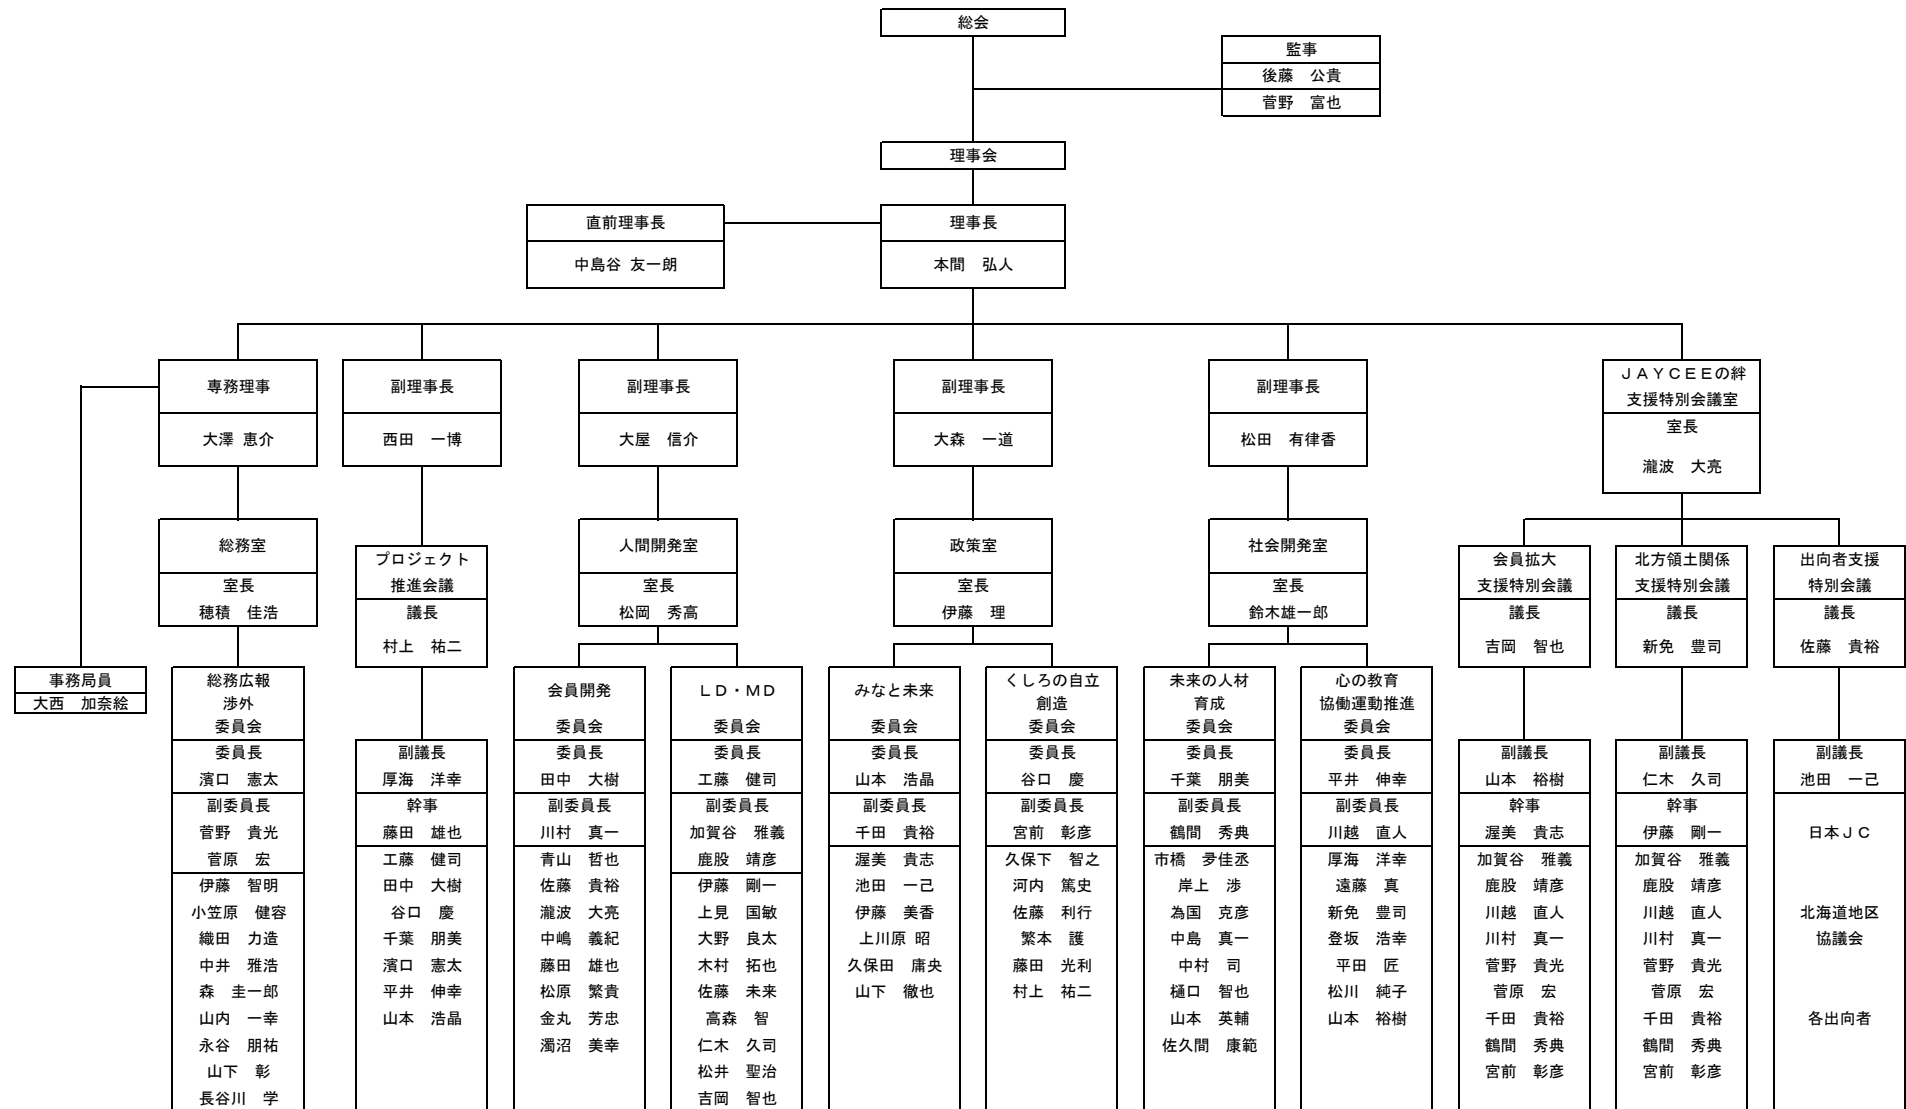 総会
監事
後藤　公貴
菅野　富也
理事会
直前理事長
中島谷 友一朗
理事長
本間　弘人
専務理事
大澤 恵介
副理事長
西田　一博
副理事長
大屋　信介
副理事長
大森　一道
副理事長
松田　有律香
ＪＡＹＣＥＥの絆
支援特別会議室
室長
瀧波　大亮
総務室
室長
穂積　佳浩
プロジェクト
推進会議
議長
村上　祐二
人間開発室
室長
松岡　秀高
政策室
室長
伊藤　理
社会開発室
室長
鈴木雄一郎
会員拡大
支援特別会議
議長
吉岡　智也
北方領土関係
支援特別会議
議長
新免　豊司
出向者支援
特別会議
議長
佐藤　貴裕
事務局員
大西　加奈絵
総務広報
渉外
委員会
委員長
濱口　憲太
副委員長
菅野　貴光
菅原　宏
伊藤　智明
小笠原　健容
織田　力造
中井　雅浩
森　圭一郎
山内　一幸
永谷　朋祐
山下　彰
長谷川　学
副議長
厚海　洋幸
幹事
藤田　雄也
工藤　健司
田中　大樹
谷口　慶
千葉　朋美
濱口　憲太
平井　伸幸
山本　浩晶
会員開発
委員会
委員長
田中　大樹
副委員長
川村　真一
青山　哲也
佐藤　貴裕
瀧波　大亮
中嶋　義紀
藤田　雄也
松原　繁貴
金丸　芳忠
濁沼　美幸
ＬＤ・ＭＤ
委員会
委員長
工藤　健司
副委員長
加賀谷　雅義
鹿股　靖彦
伊藤　剛一
上見　国敏
大野　良太
木村　拓也
佐藤　未来
高森　智
仁木　久司
松井　聖治
吉岡　智也
みなと未来
委員会
委員長
山本　浩晶
副委員長
千田　貴裕
渥美　貴志
池田　一己
伊藤　美香
上川原 昭
久保田　庸央
山下　徹也
くしろの自立
創造
委員会
委員長
谷口　慶
副委員長
宮前　彰彦
久保下　智之
河内　篤史
佐藤　利行
繁本　護
藤田　光利
村上　祐二
未来の人材
育成
委員会
委員長
千葉　朋美
副委員長
鶴間　秀典
市橋　夛佳丞
岸上　渉
為国　克彦
中島　真一
中村　司
樋口　智也
山本　英輔
佐久間　康範
心の教育
協働運動推進
委員会
委員長
平井　伸幸
副委員長
川越　直人
厚海　洋幸
遠藤　真
新免　豊司
登坂　浩幸
平田　匠
松川　純子
山本　裕樹
副議長
山本　裕樹
幹事
渥美　貴志
加賀谷　雅義
鹿股　靖彦
川越　直人
川村　真一
菅野　貴光
菅原　宏
千田　貴裕
鶴間　秀典
宮前　彰彦
副議長
仁木　久司
幹事
伊藤　剛一
加賀谷　雅義
鹿股　靖彦
川越　直人
川村　真一
菅野　貴光
菅原　宏
千田　貴裕
鶴間　秀典
宮前　彰彦
副議長
池田　一己
日本ＪＣ
北海道地区
協議会
各出向者